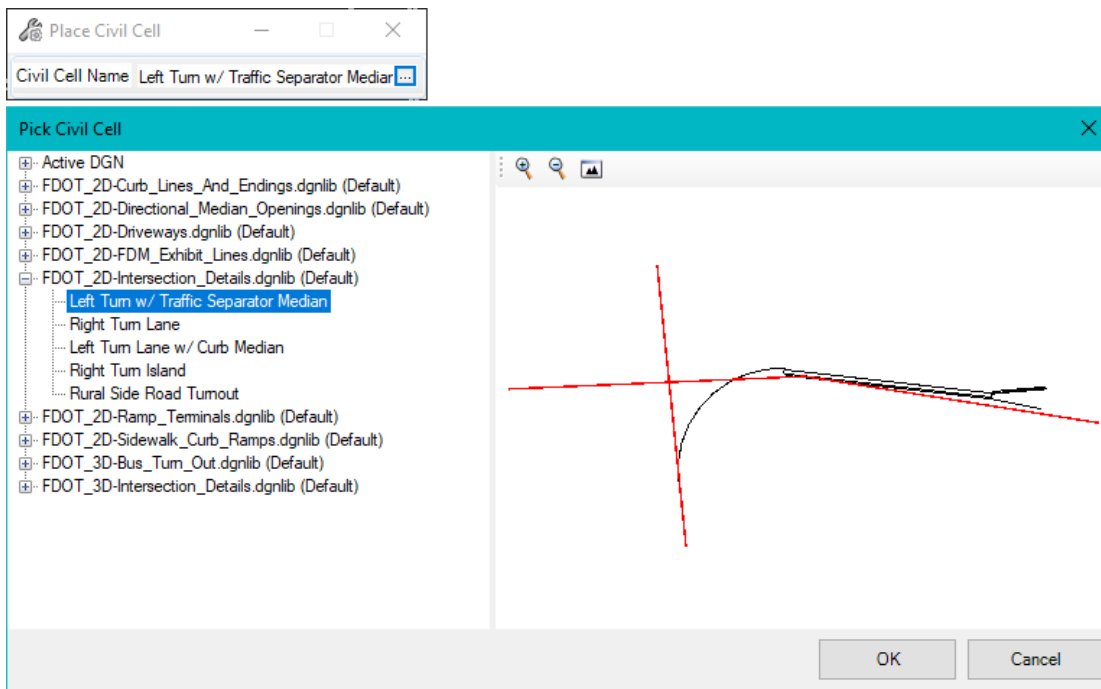 Place Civil Cell
Civil Cell Name Left Turn w/ Traffic Separator Median ...
Pick Civil Cell
Active DGN
FDOT_2D-Curb_Lines_And_Endings.dgnlib (Default)
FDOT_2D-Directional_Median_Openings.dgnlib (Default)
FDOT_2D-Driveways.dgnlib (Default)
FDOT_2D-FDM_Exhibit_Lines.dgnlib (Default)
FDOT_2D-Intersection_Details.dgnlib (Default)
Left Turn w/ Traffic Separator Median
Right Turn Lane
Left Turn Lane w/ Curb Median
Right Turn Island
Rural Side Road Turnout
FDOT_2D-Ramp_Terminals.dgnlib (Default)
FDOT_2D-Sidewalk_Curb_Ramps.dgnlib (Default)
FDOT_3D-Bus_Turn_Out.dgnlib (Default)
FDOT_3D-Intersection_Details.dgnlib (Default)
OK
Cancel